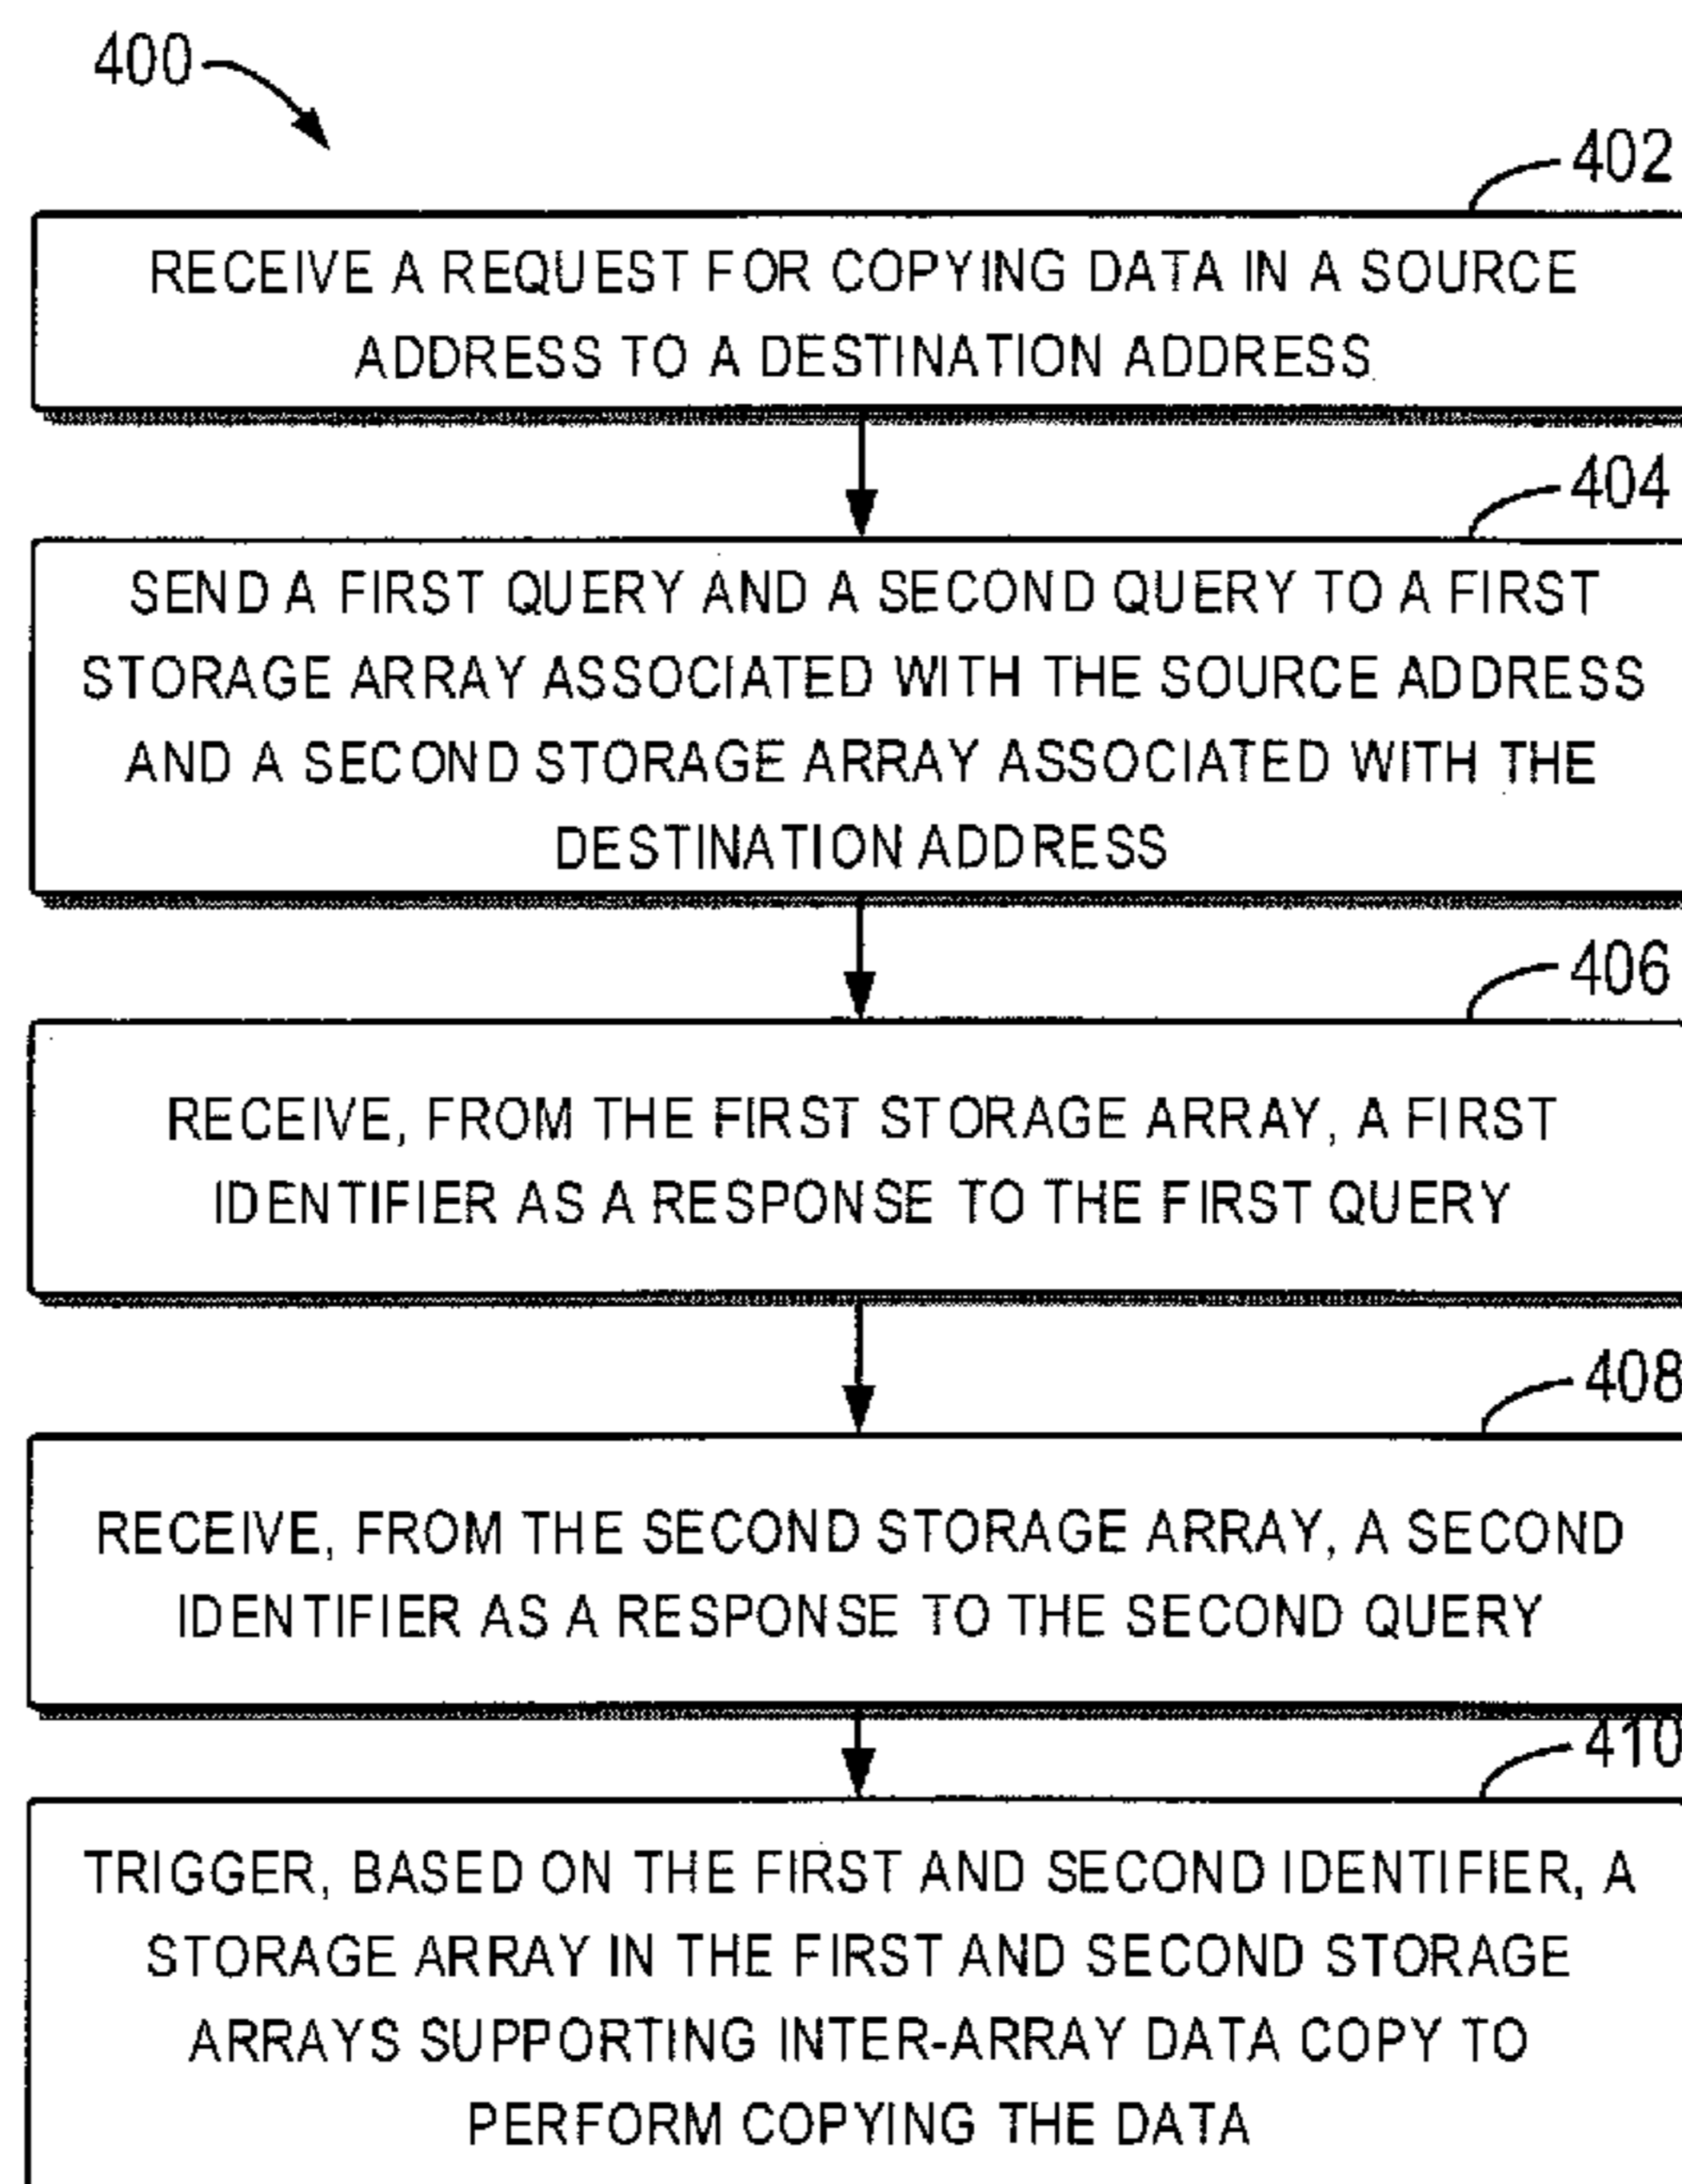 400
402
RECEIVE A REQUEST FOR COPYING DATA IN A SOURCE
ADDRESS TO A DESTINATION ADDRESS
404
SEND A FIRST QUERY AND A SECOND QUERY TO A FIRST
STORAGE ARRAY ASSOCIATED WITH THE SOURCE ADDRESS
AND A SECOND STORAGE ARRAY ASSOCIATED WITH THE
DESTINATION ADDRESS
406
RECEIVE, FROM THE FIRST STORAGE ARRAY, A FIRST
IDENTIFIER AS A RESPONSE TO THE FIRST QUERY
408
RECEIVE, FROM THE SECOND STORAGE ARRAY, A SECOND
IDENTIFIER AS A RESPONSE TO THE SECOND QUERY
410
TRIGGER, BASED ON THE FIRST AND SECOND IDENTIFIER, A
STORAGE ARRAY IN THE FIRST AND SECOND STORAGE
ARRAYS SUPPORTING INTER-ARRAY DATA COPY TO
PERFORM COPYING THE DATA